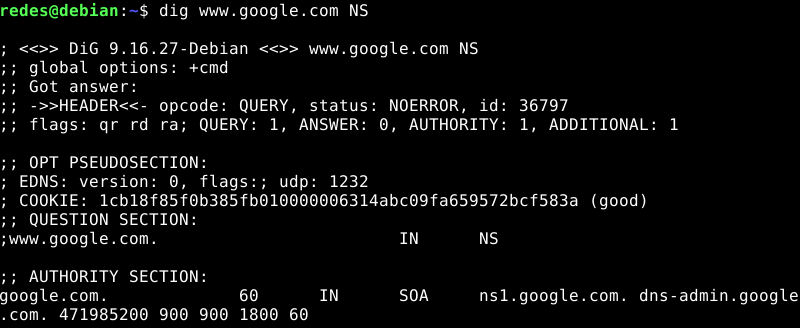 redes@debian:~$ dig www.google.com NS

; <<>> DiG 9.16.27-Debian <<>> www.google.com NS
;; global options: +cmd
;; Got answer:
;; ->>HEADER<<- opcode: QUERY, status: NOERROR, id: 36797
;; flags: qr rd ra; QUERY: 1, ANSWER: 0, AUTHORITY: 1, ADDITIONAL: 1

;; OPT PSEUDOSECTION:
; EDNS: version: 0, flags:; udp: 1232
; COOKIE: 1cb18f85f0b385fb010000006314abc09fa659572bcf583a (good)
;; QUESTION SECTION:
;www.google.com.			IN	NS

;; AUTHORITY SECTION:
google.com.		60	IN	SOA	ns1.google.com. dns-admin.google
.com. 471985200 900 900 1800 60